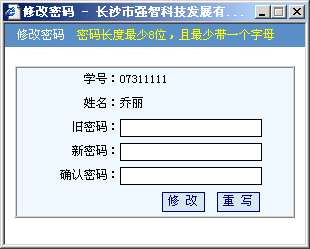 修改密码 - 长沙市强智科技发展有...
修改密码 密码长度最少8位，且最少带一个字母
学号：07311111
姓名：乔丽
旧密码：
新密码：
确认密码：
修 改 重 写